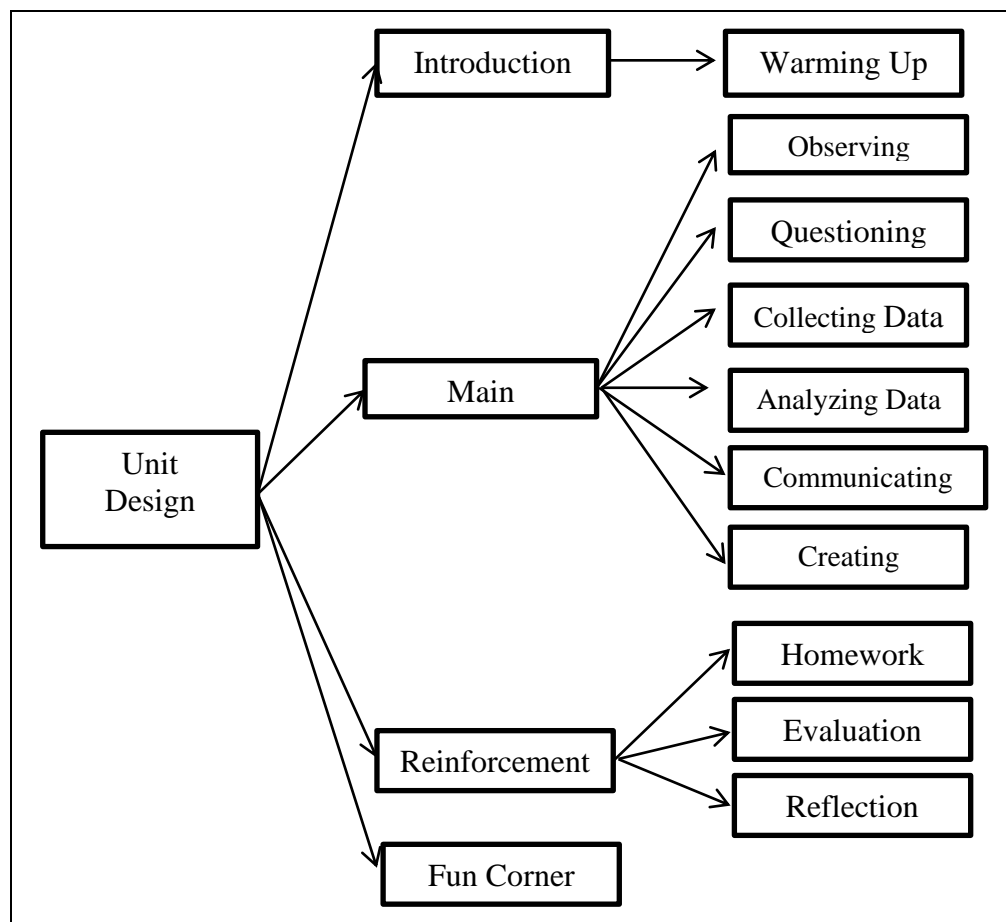 Introduction
Warming Up
Observing
Questioning
Collecting Data
Main
Analyzing Data
Unit
Design
Communicating
Creating
Homework
Reinforcement
Evaluation
Reflection
Fun Corner